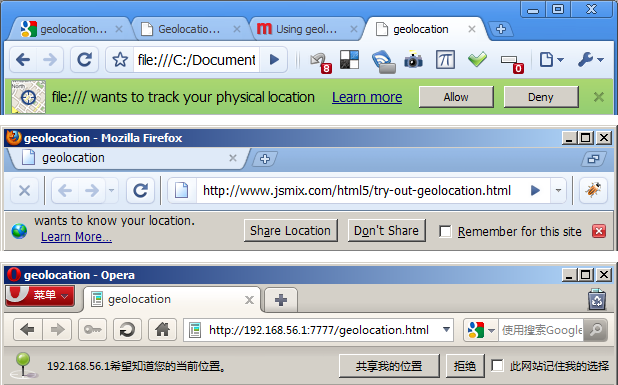 geolocation...
Geolocatio...
Using geol...
geolocation
file:///C:/Document
8
0
file:/// wants to track your physical location
Learn more
Allow
Deny
geolocation - Mozilla Firefox
geolocation
http://www.jsmix.com/html5/try-out-geolocation.html
wants to know your location.
Learn More...
Share Location
Don't Share
Remember for this site
geolocation - Opera
菜单
geolocation
http://192.168.56.1:7777/geolocation.html
使用搜索Google
192.168.56.1希望知道您的当前位置。
共享我的位置
拒绝
此网站记住我的选择